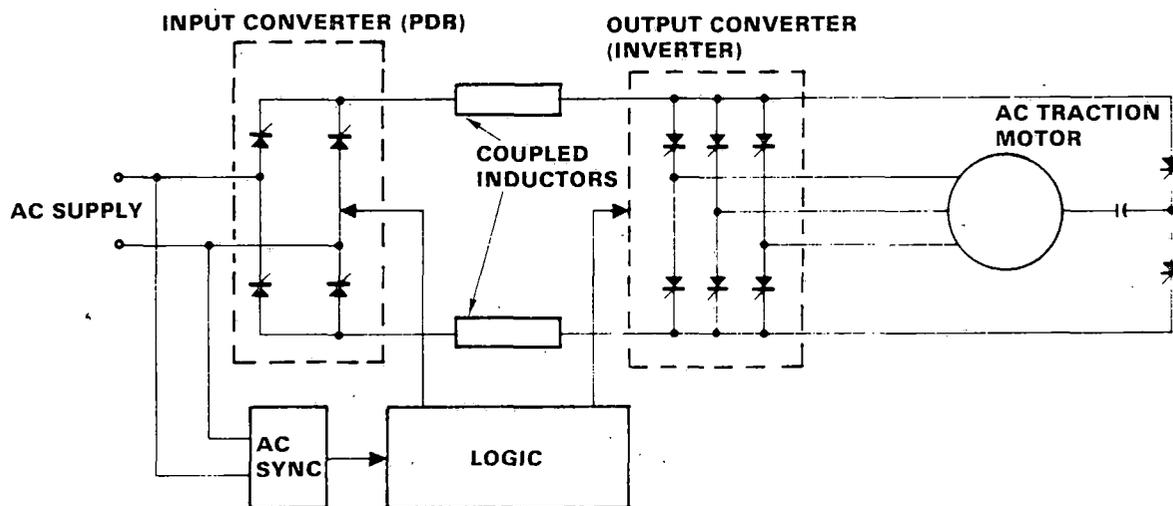 INPUT CONVERTER (PDR)
OUTPUT CONVERTER
(INVERTER)
AC TRACTION
MOTOR
COUPLED
INDUCTORS
AC SUPPLY
AC
SYNC
LOGIC